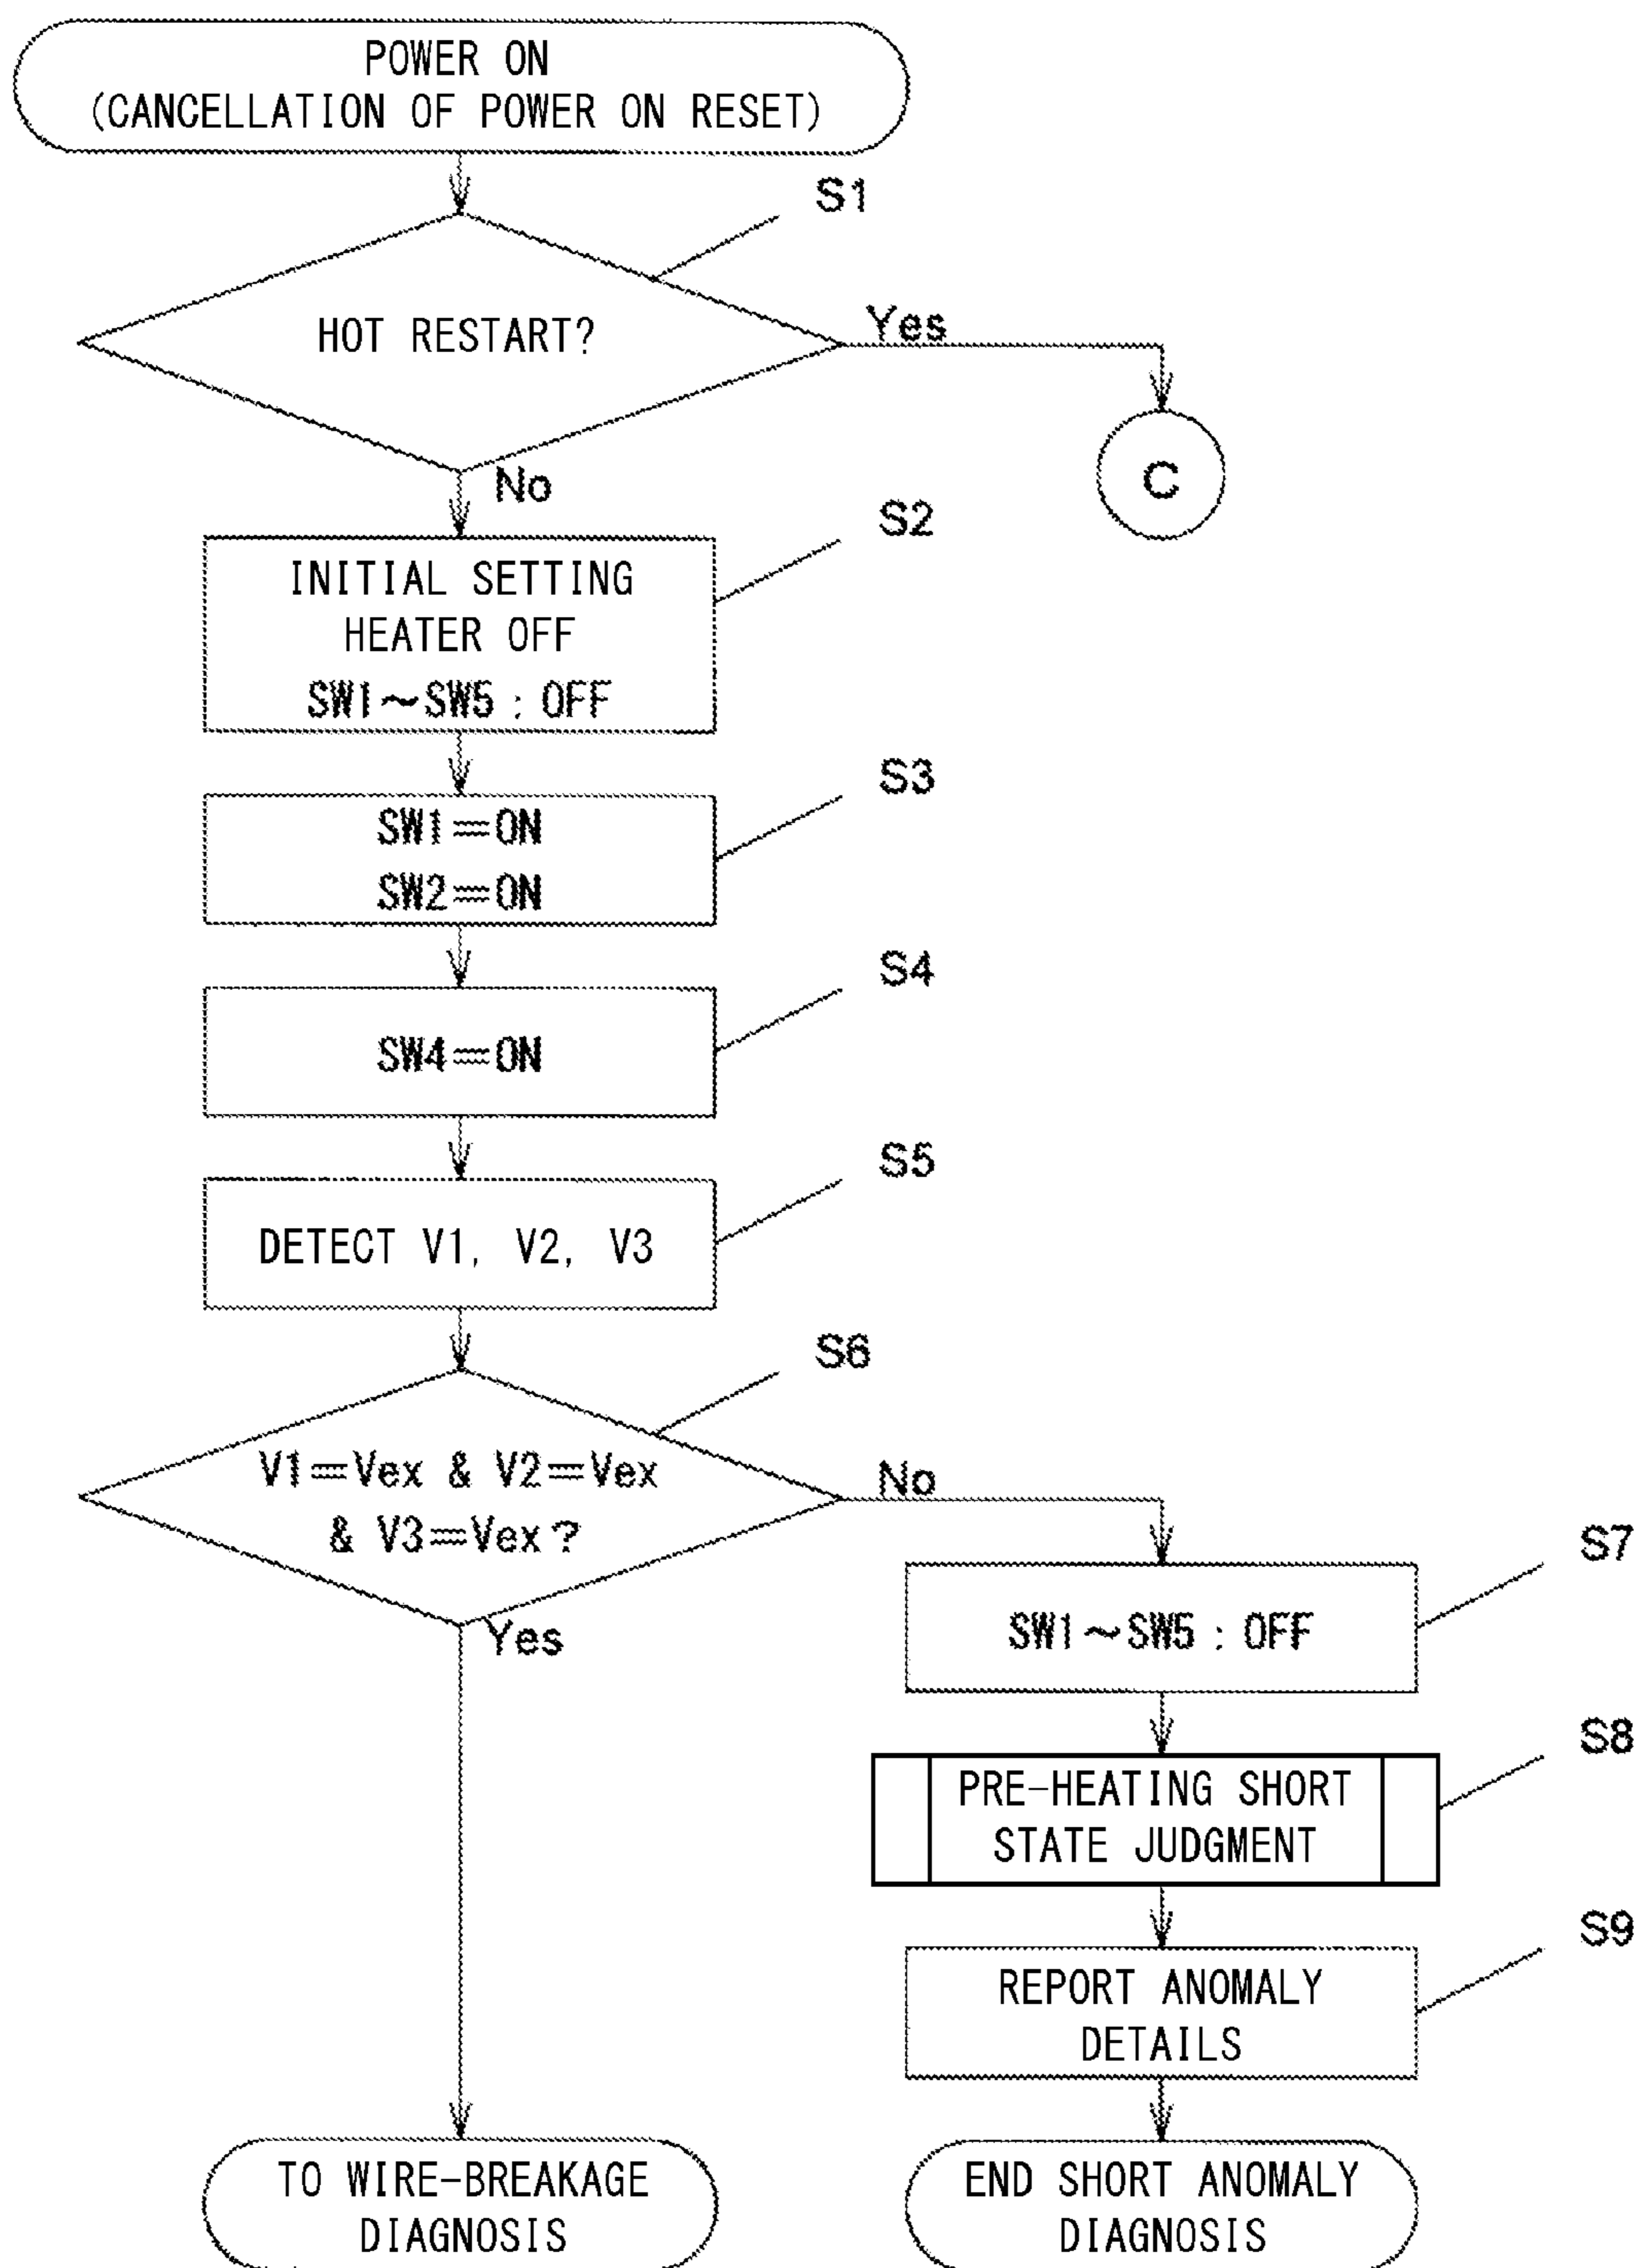 POWER ON
(CANCELLATION OF POWER ON RESET)
S1
HOT RESTART?
Yes
C
No
S2
INITIAL SETTING
HEATER OFF
SW1~SW5 : OFF
S3
SW1=ON
SW2=ON
S4
SW4=ON
S5
DETECT V1, V2, V3
S6
V1=Vex & V2=Vex
& V3=Vex?
No
Yes
S7
SW1~SW5 : OFF
S8
PRE-HEATING SHORT
STATE JUDGMENT
S9
REPORT ANOMALY
DETAILS
TO WIRE-BREAKAGE
DIAGNOSIS
END SHORT ANOMALY
DIAGNOSIS